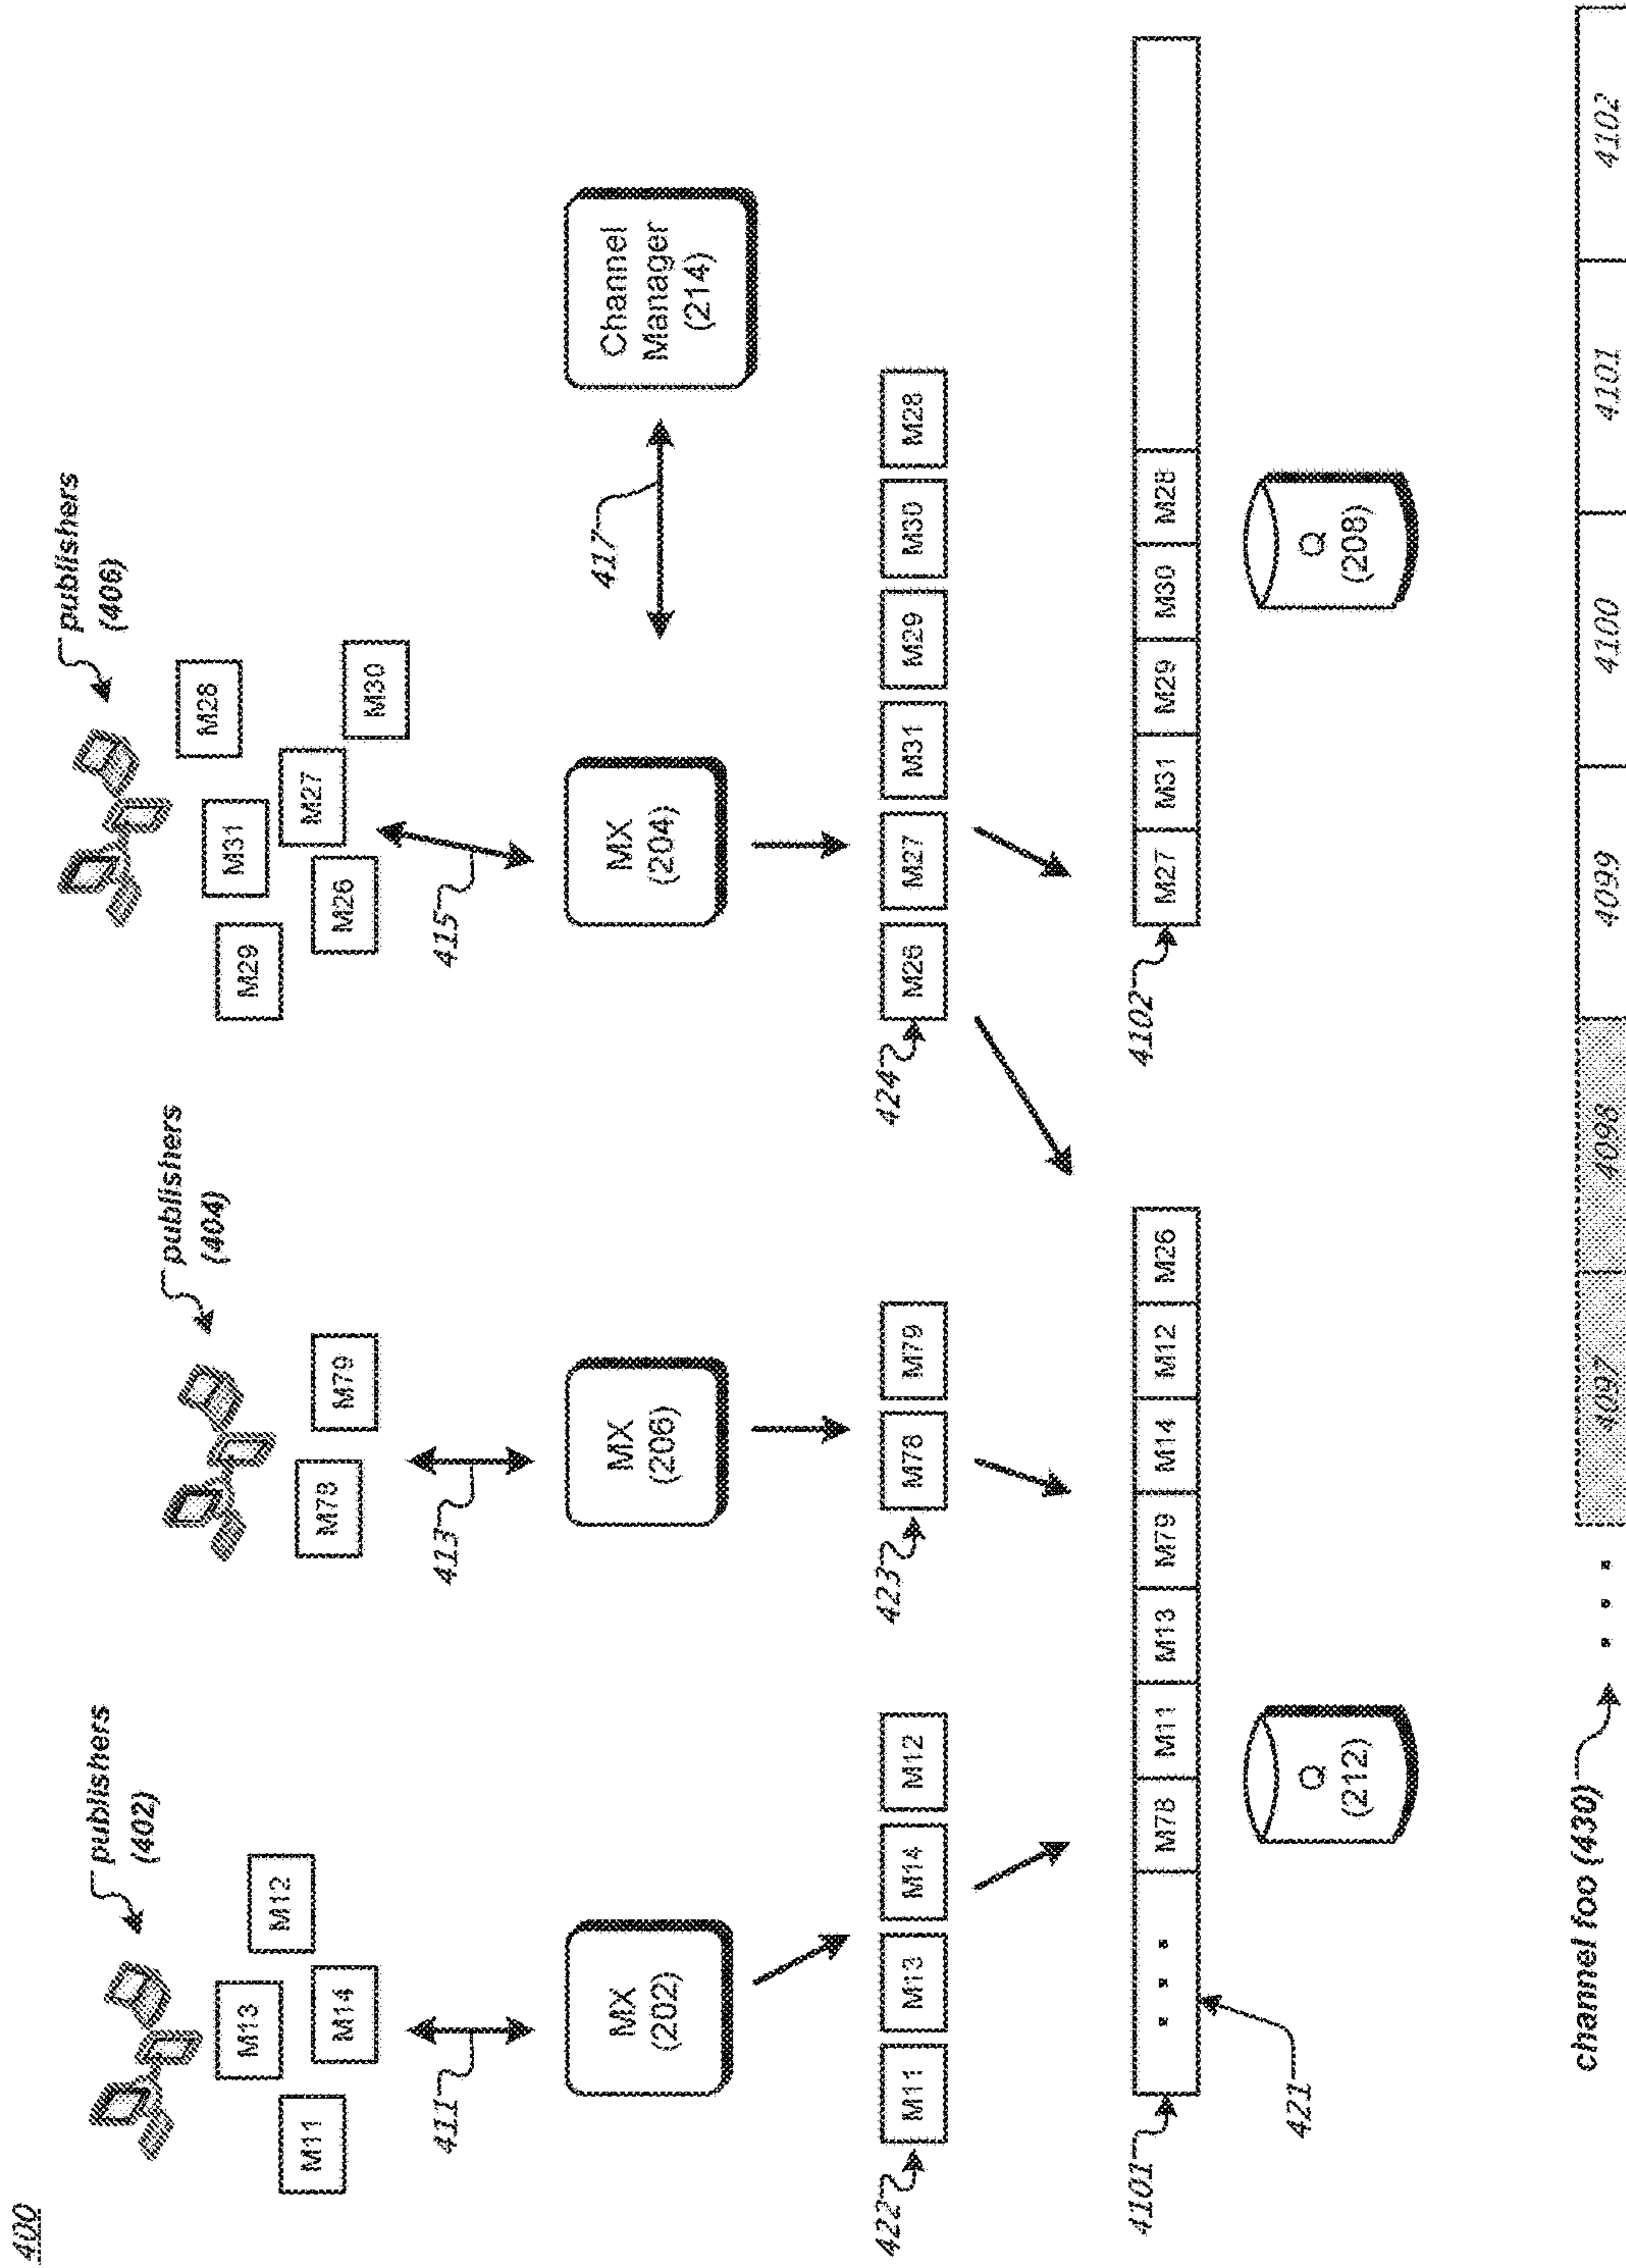 400
publishers
(402)
publishers
(404)
publishers
(406)
M11
M13
M14
M12
M78
M79
M29
M26
M31
M27
M28
M30
411
413
415
417
MX
(202)
MX
(206)
MX
(204)
Channel
Manager
(214)
422
M11
M13
M14
M12
423
M78
M79
424
M26
M27
M31
M29
M30
M28
4101
. . .
M78
M11
M13
M79
M14
M12
M26
4102
M27
M31
M29
M30
M28
421
Q
(212)
Q
(208)
channel foo (430)
. . .
4097
4098
4099
4100
4101
4102